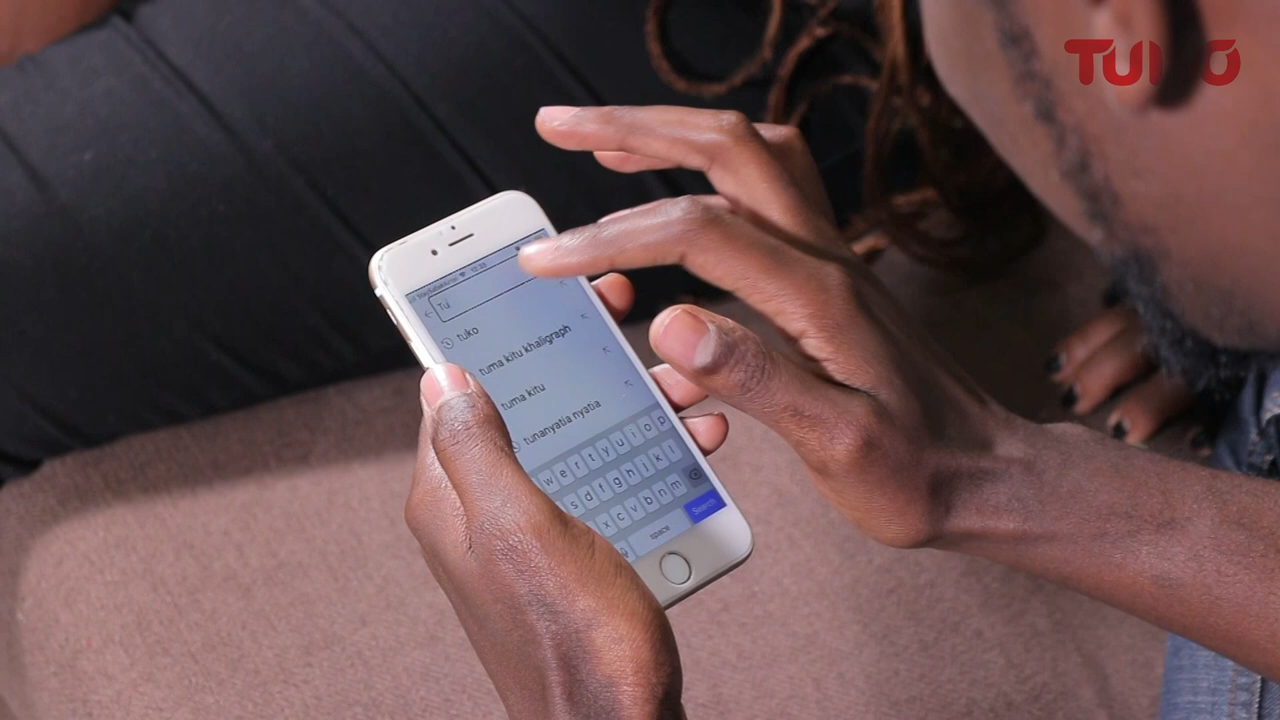 TUKO
Tu
tuko
tuma kitu khaligraph
tuma kitu
tunanyatia nyatia
w e r t y u i o p
s d f g h j k l
x c v b n m
space
Search